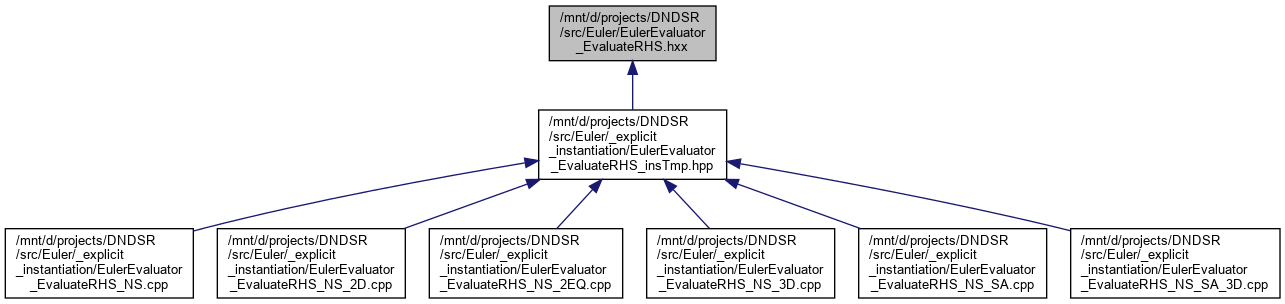 /mnt/d/projects/DNDSR
/src/Euler/EulerEvaluator
_EvaluateRHS.hxx
/mnt/d/projects/DNDSR
/src/Euler/_explicit
_instantiation/EulerEvaluator
_EvaluateRHS_insTmp.hpp
/mnt/d/projects/DNDSR
/src/Euler/_explicit
_instantiation/EulerEvaluator
_EvaluateRHS_NS.cpp
/mnt/d/projects/DNDSR
/src/Euler/_explicit
_instantiation/EulerEvaluator
_EvaluateRHS_NS_2D.cpp
/mnt/d/projects/DNDSR
/src/Euler/_explicit
_instantiation/EulerEvaluator
_EvaluateRHS_NS_2EQ.cpp
/mnt/d/projects/DNDSR
/src/Euler/_explicit
_instantiation/EulerEvaluator
_EvaluateRHS_NS_3D.cpp
/mnt/d/projects/DNDSR
/src/Euler/_explicit
_instantiation/EulerEvaluator
_EvaluateRHS_NS_SA.cpp
/mnt/d/projects/DNDSR
/src/Euler/_explicit
_instantiation/EulerEvaluator
_EvaluateRHS_NS_SA_3D.cpp